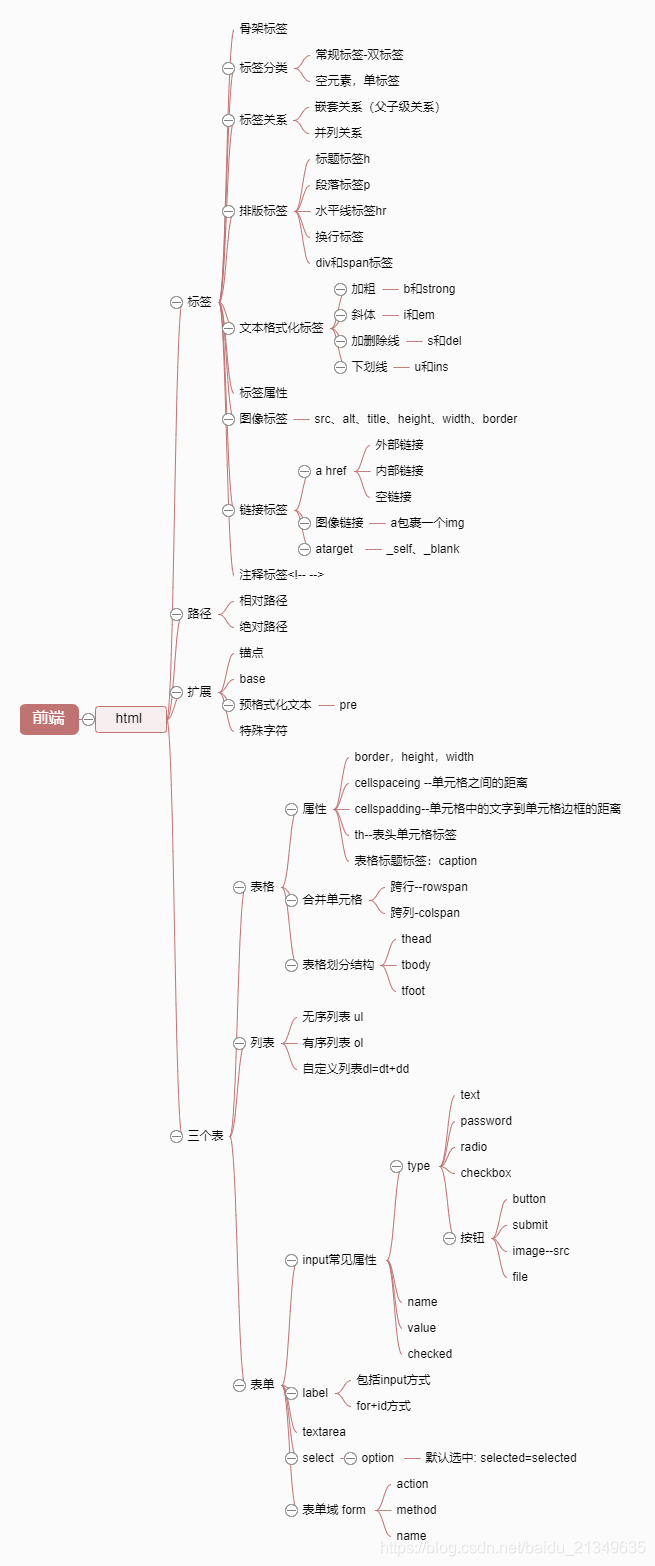 骨架标签
标签分类
常规标签-双标签
空元素，单标签
标签关系
嵌套关系（父子级关系）
并列关系
排版标签
标题标签h
段落标签p
水平线标签hr
换行标签
div和span标签
标签
文本格式化标签
加粗
b和strong
斜体
i和em
加删除线
s和del
下划线
u和ins
标签属性
图像标签
src、alt、title、height、width、border
链接标签
a href
外部链接
内部链接
空链接
图像链接
a包裹一个img
atarget
_self、_blank
注释标签<!-- -->
路径
相对路径
绝对路径
扩展
锚点
base
预格式化文本
pre
特殊字符
前端
html
三个表
表格
属性
border，height，width
cellspaceing --单元格之间的距离
cellspadding--单元格中的文字到单元格边框的距离
th--表头单元格标签
表格标题标签：caption
合并单元格
跨行--rowspan
跨列-colspan
表格划分结构
thead
tbody
tfoot
列表
无序列表 ul
有序列表 ol
自定义列表dl=dt+dd
表单
input常见属性
type
text
password
radio
checkbox
按钮
button
submit
image--src
file
name
value
checked
label
包括input方式
for+id方式
textarea
select
option
默认选中: selected=selected
表单域 form
action
method
name
https://blog.csdn.net/baidu_21349635